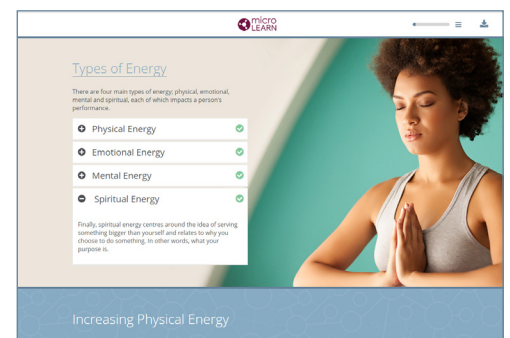 micro
LEARN
Types of Energy
There are four main types of energy; physical, emotional,
mental and spiritual, each of which impacts a person's
performance.
Physical Energy
Emotional Energy
Mental Energy
Spiritual Energy
Finally, spiritual energy centres around the idea of serving
something bigger than yourself and relates to why you
choose to do something. In other words, what your
purpose is.
Increasing Physical Energy